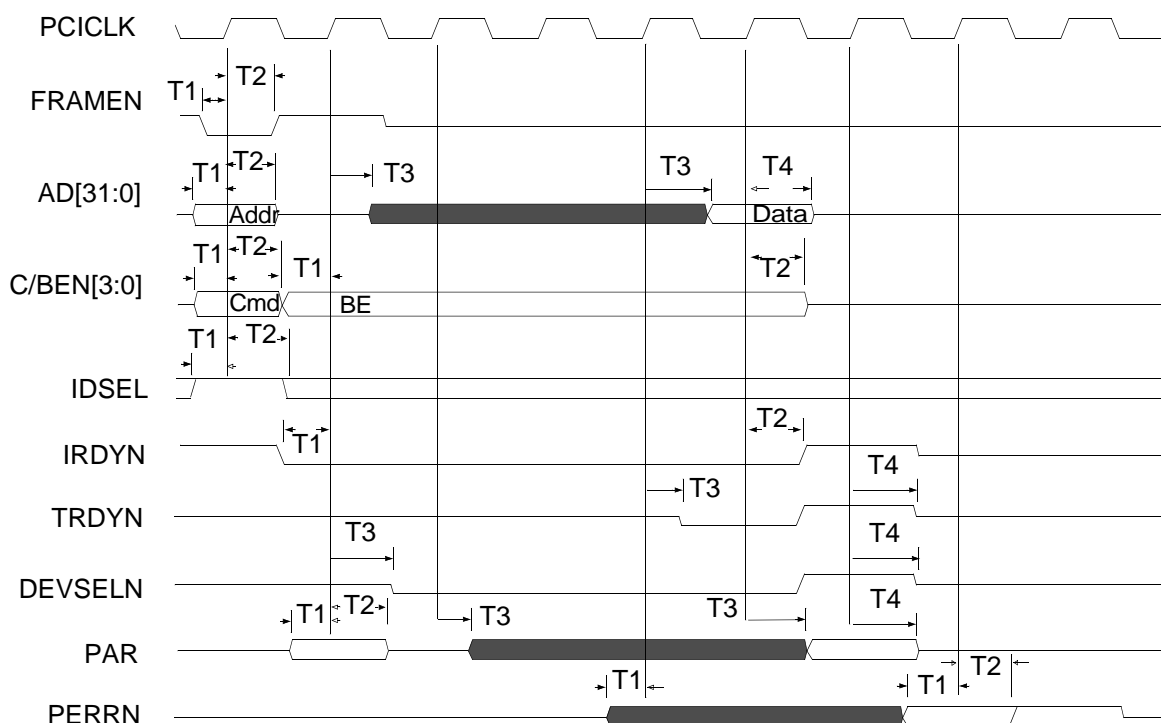 PCICLK
T1 T2
FRAMEN
T1 T2 T3 T3 T4
AD[31:0]
Addr Data
T1 T2 T1 T2
C/BEN[3:0]
Cmd BE
T1 T2
IDSEL
T1 T2
IRDYN
T3 T4
TRDYN
T3 T4
DEVSELN
T1 T2 T3 T3 T4
PAR
T1 T1 T2
PERRN